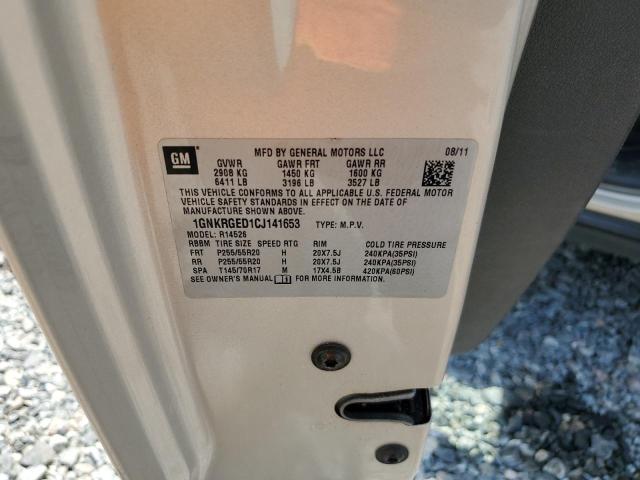 GM
MFD BY GENERAL MOTORS LLC 08/11
GVWR GAWR FRT GAWR RR
2908 KG 1450 KG 1600 KG
6411 LB 3196 LB 3527 LB
THIS VEHICLE CONFORMS TO ALL APPLICABLE U.S. FEDERAL MOTOR
VEHICLE SAFETY STANDARDS IN EFFECT ON THE DATE OF
MANUFACTURE SHOWN ABOVE.
1GNKRGED1CJ141653 TYPE: M.P.V.
MODEL: R14526
RBBM TIRE SIZE SPEED RTG RIM COLD TIRE PRESSURE
FRT P255/55R20 H 20X7.5J 240KPA(35PSI)
RR P255/55R20 H 20X7.5J 240KPA(35PSI)
SPA T145/70R17 M 17X4.5B 420KPA(60PSI)
SEE OWNER'S MANUAL FOR MORE INFORMATION.